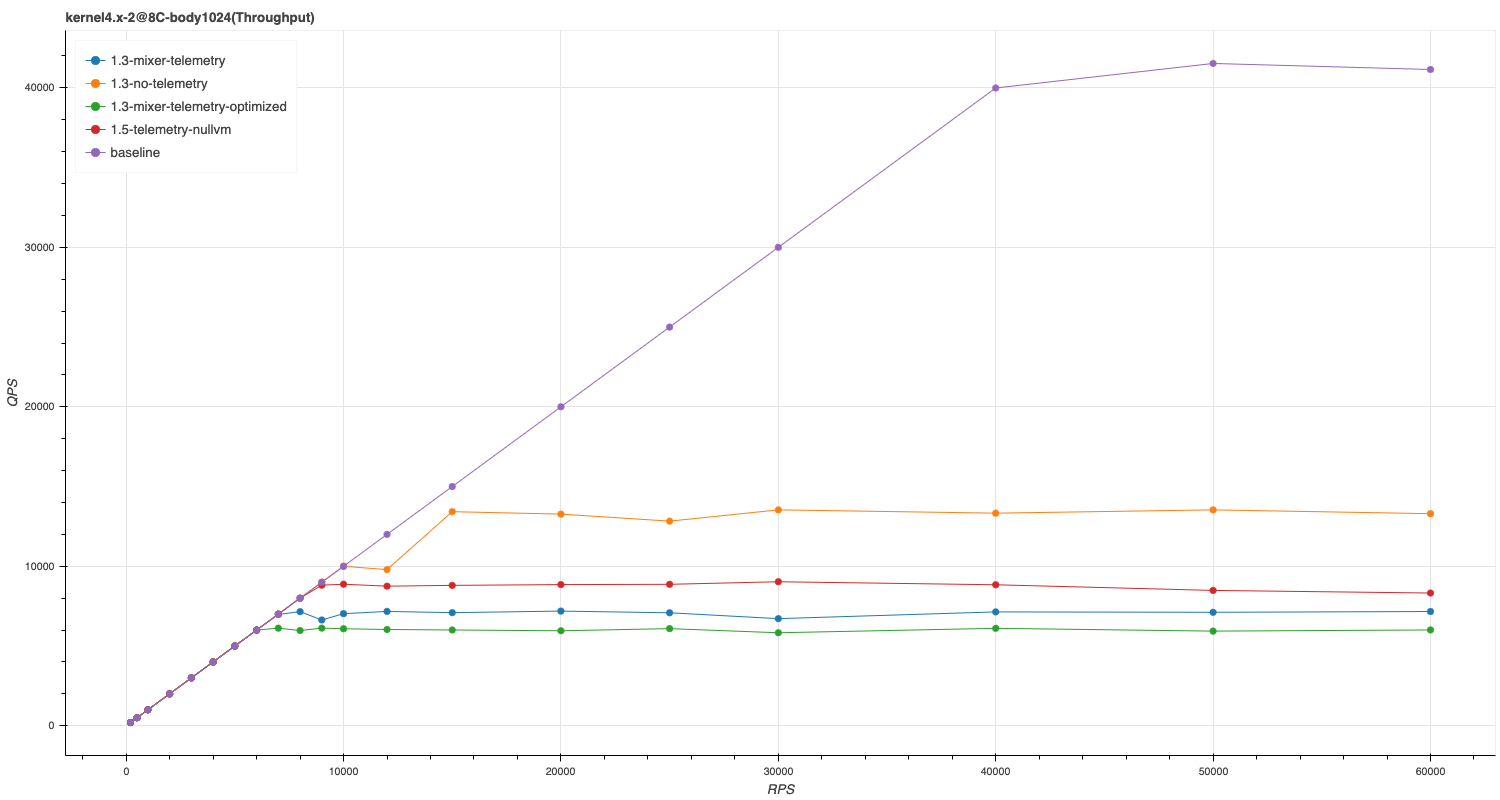 kernel4.x-2@8C-body1024(Throughput)
1.3-mixer-telemetry
1.3-no-telemetry
1.3-mixer-telemetry-optimized
1.5-telemetry-nullvm
baseline
40000
30000
20000
10000
0
QPS
0 10000 20000 30000 40000 50000 60000
RPS